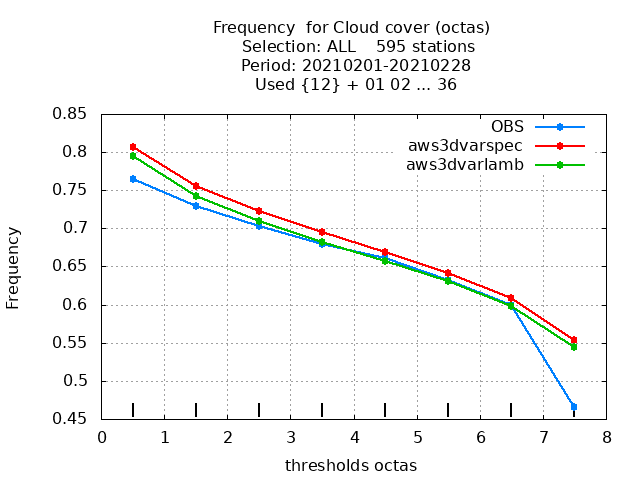 Frequency  for Cloud cover (octas)
Selection: ALL    595 stations
Period: 20210201-20210228
Used {12} + 01 02 ... 36
OBS
aws3dvarspec
aws3dvarlamb
0.85
0.8
0.75
0.7
0.65
0.6
0.55
0.5
0.45
Frequency
0 1 2 3 4 5 6 7 8
thresholds octas